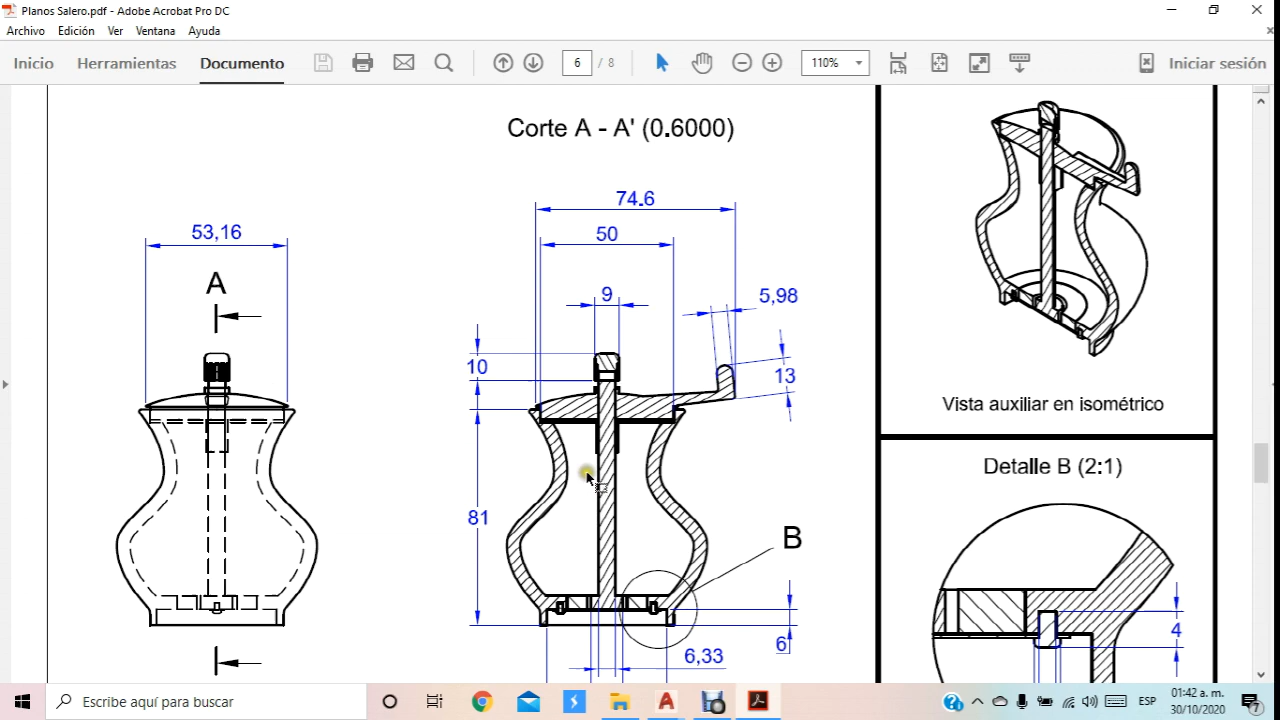 Planos Salero.pdf - Adobe Acrobat Pro DC
Archivo Edición Ver Ventana Ayuda
Inicio Herramientas Documento 6 / 8 110% Iniciar sesión
Corte A - A' (0.6000)
74.6
53,16
50
A
9
5,98
10
13
Vista auxiliar en isométrico
Detalle B (2:1)
81
B
4
6
6,33
Escribe aquí para buscar
ESP
01:42 a. m.
30/10/2020
7